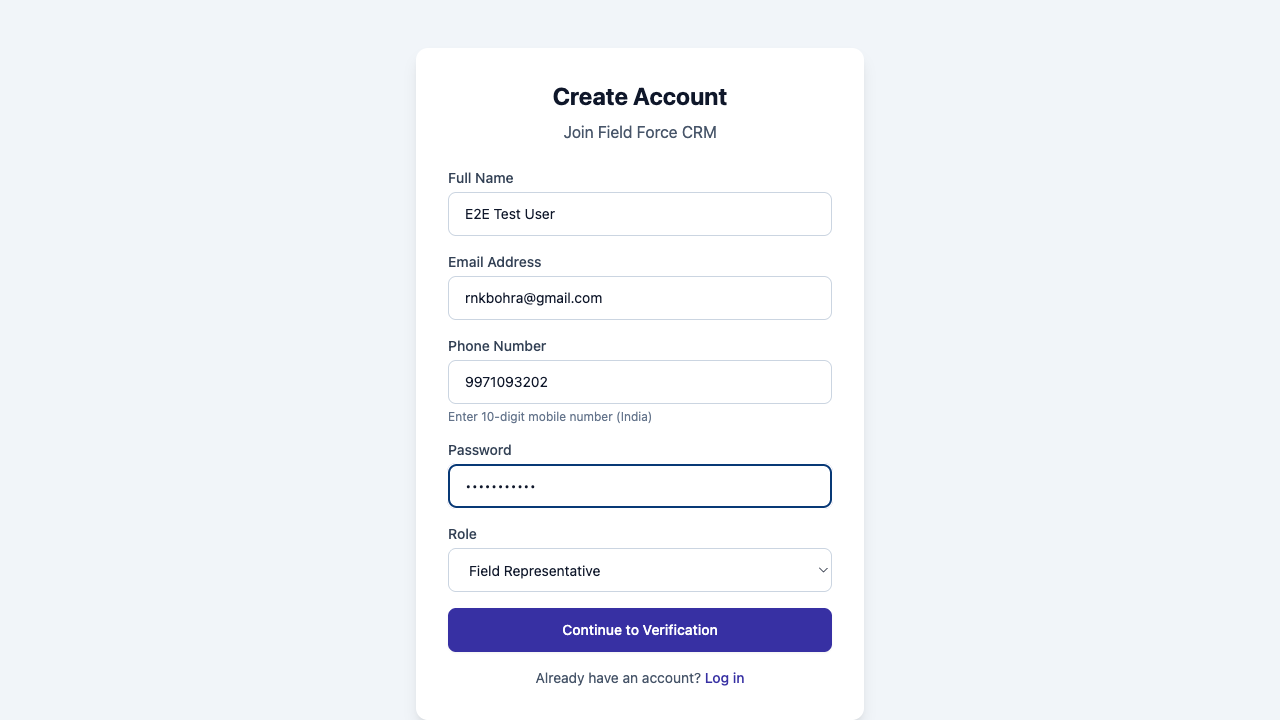 Create Account
Join Field Force CRM
Full Name
E2E Test User
Email Address
rnkbohra@gmail.com
Phone Number
9971093202
Enter 10-digit mobile number (India)
Password
•••••••••••
Role
Field Representative
Continue to Verification
Already have an account? Log in